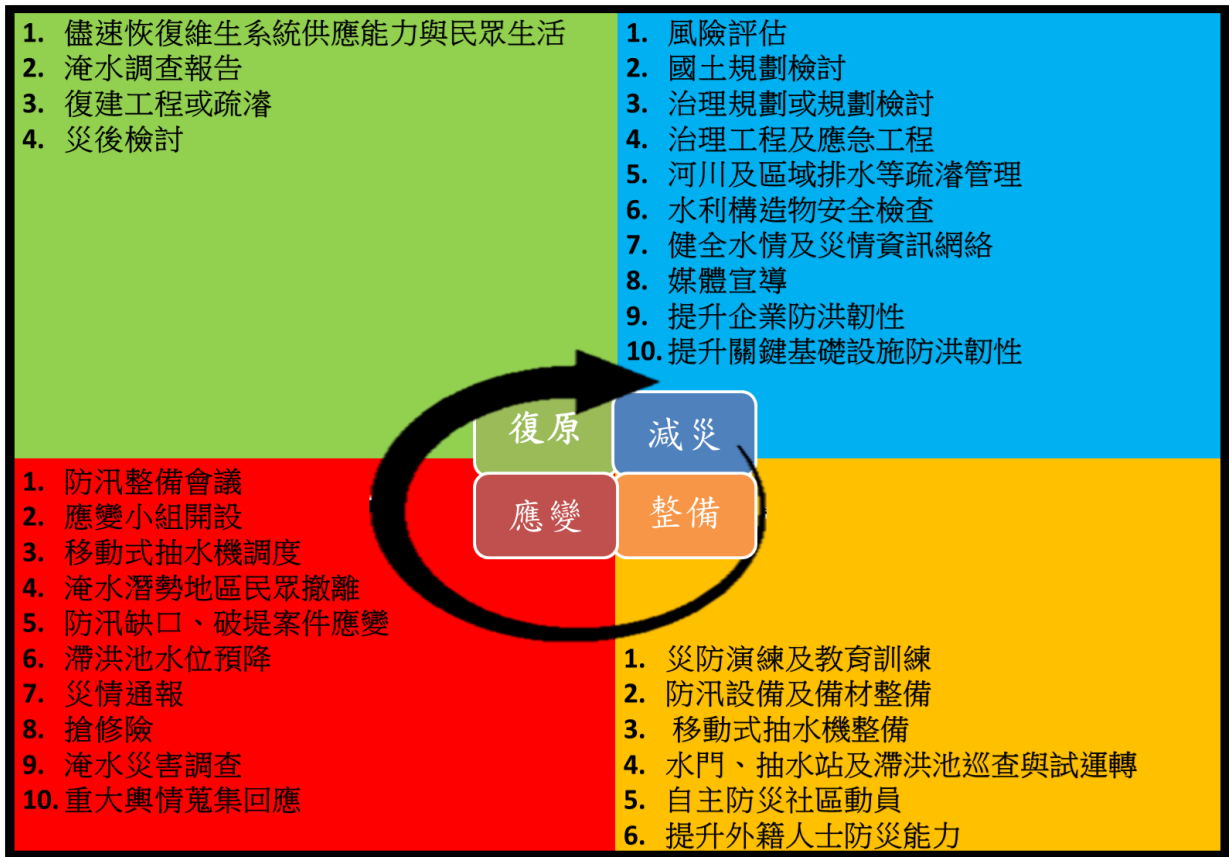 1. 儘速恢復維生系統供應能力與民眾生活
2. 淹水調查報告
3. 復建工程或疏濬
4. 災後檢討
1. 風險評估
2. 國土規劃檢討
3. 治理規劃或規劃檢討
4. 治理工程及應急工程
5. 河川及區域排水等疏濬管理
6. 水利構造物安全檢查
7. 健全水情及災情資訊網絡
8. 媒體宣導
9. 提升企業防洪韌性
10. 提升關鍵基礎設施防洪韌性
復原
減災
應變
整備
1. 防汛整備會議
2. 應變小組開設
3. 移動式抽水機調度
4. 淹水潛勢地區民眾撤離
5. 防汛缺口、破堤案件應變
6. 滯洪池水位預降
7. 災情通報
8. 搶修險
9. 淹水災害調查
10. 重大輿情蒐集回應
1. 災防演練及教育訓練
2. 防汛設備及備材整備
3. 移動式抽水機整備
4. 水門、抽水站及滯洪池巡查與試運轉
5. 自主防災社區動員
6. 提升外籍人士防災能力